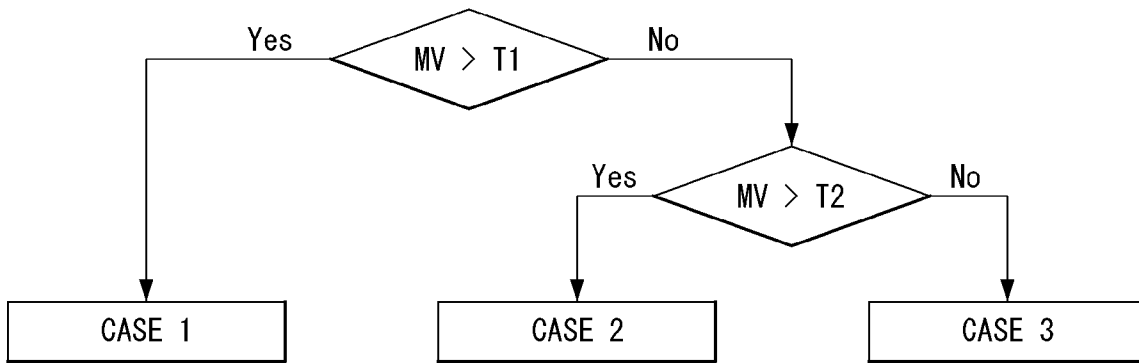 Yes
MV > T1
No
Yes
MV > T2
No
CASE 1
CASE 2
CASE 3